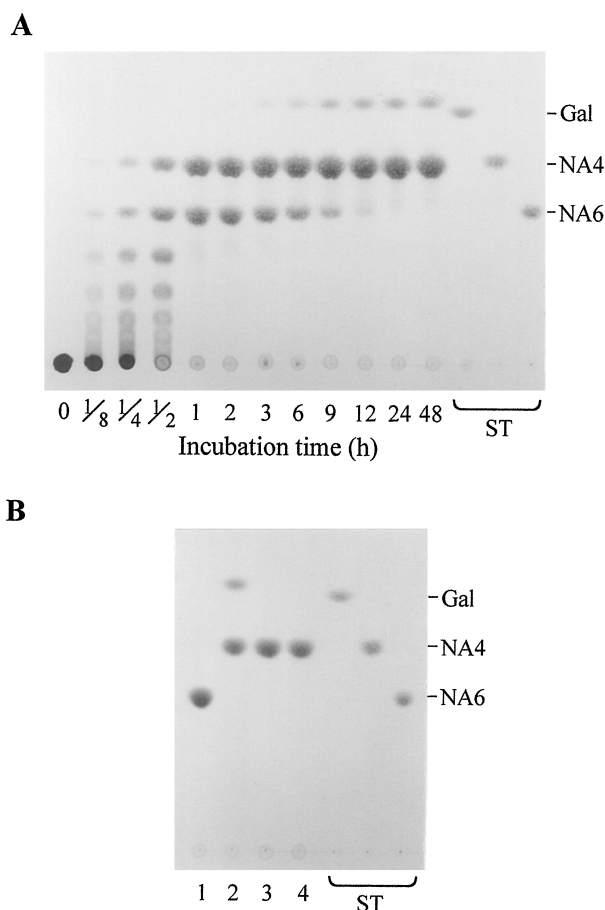 A
-Gal
-NA4
-NA6
0 1/8 1/4 1/2 1 2 3 6 9 12 24 48
ST
Incubation time (h)
B
-Gal
-NA4
-NA6
1 2 3 4
ST